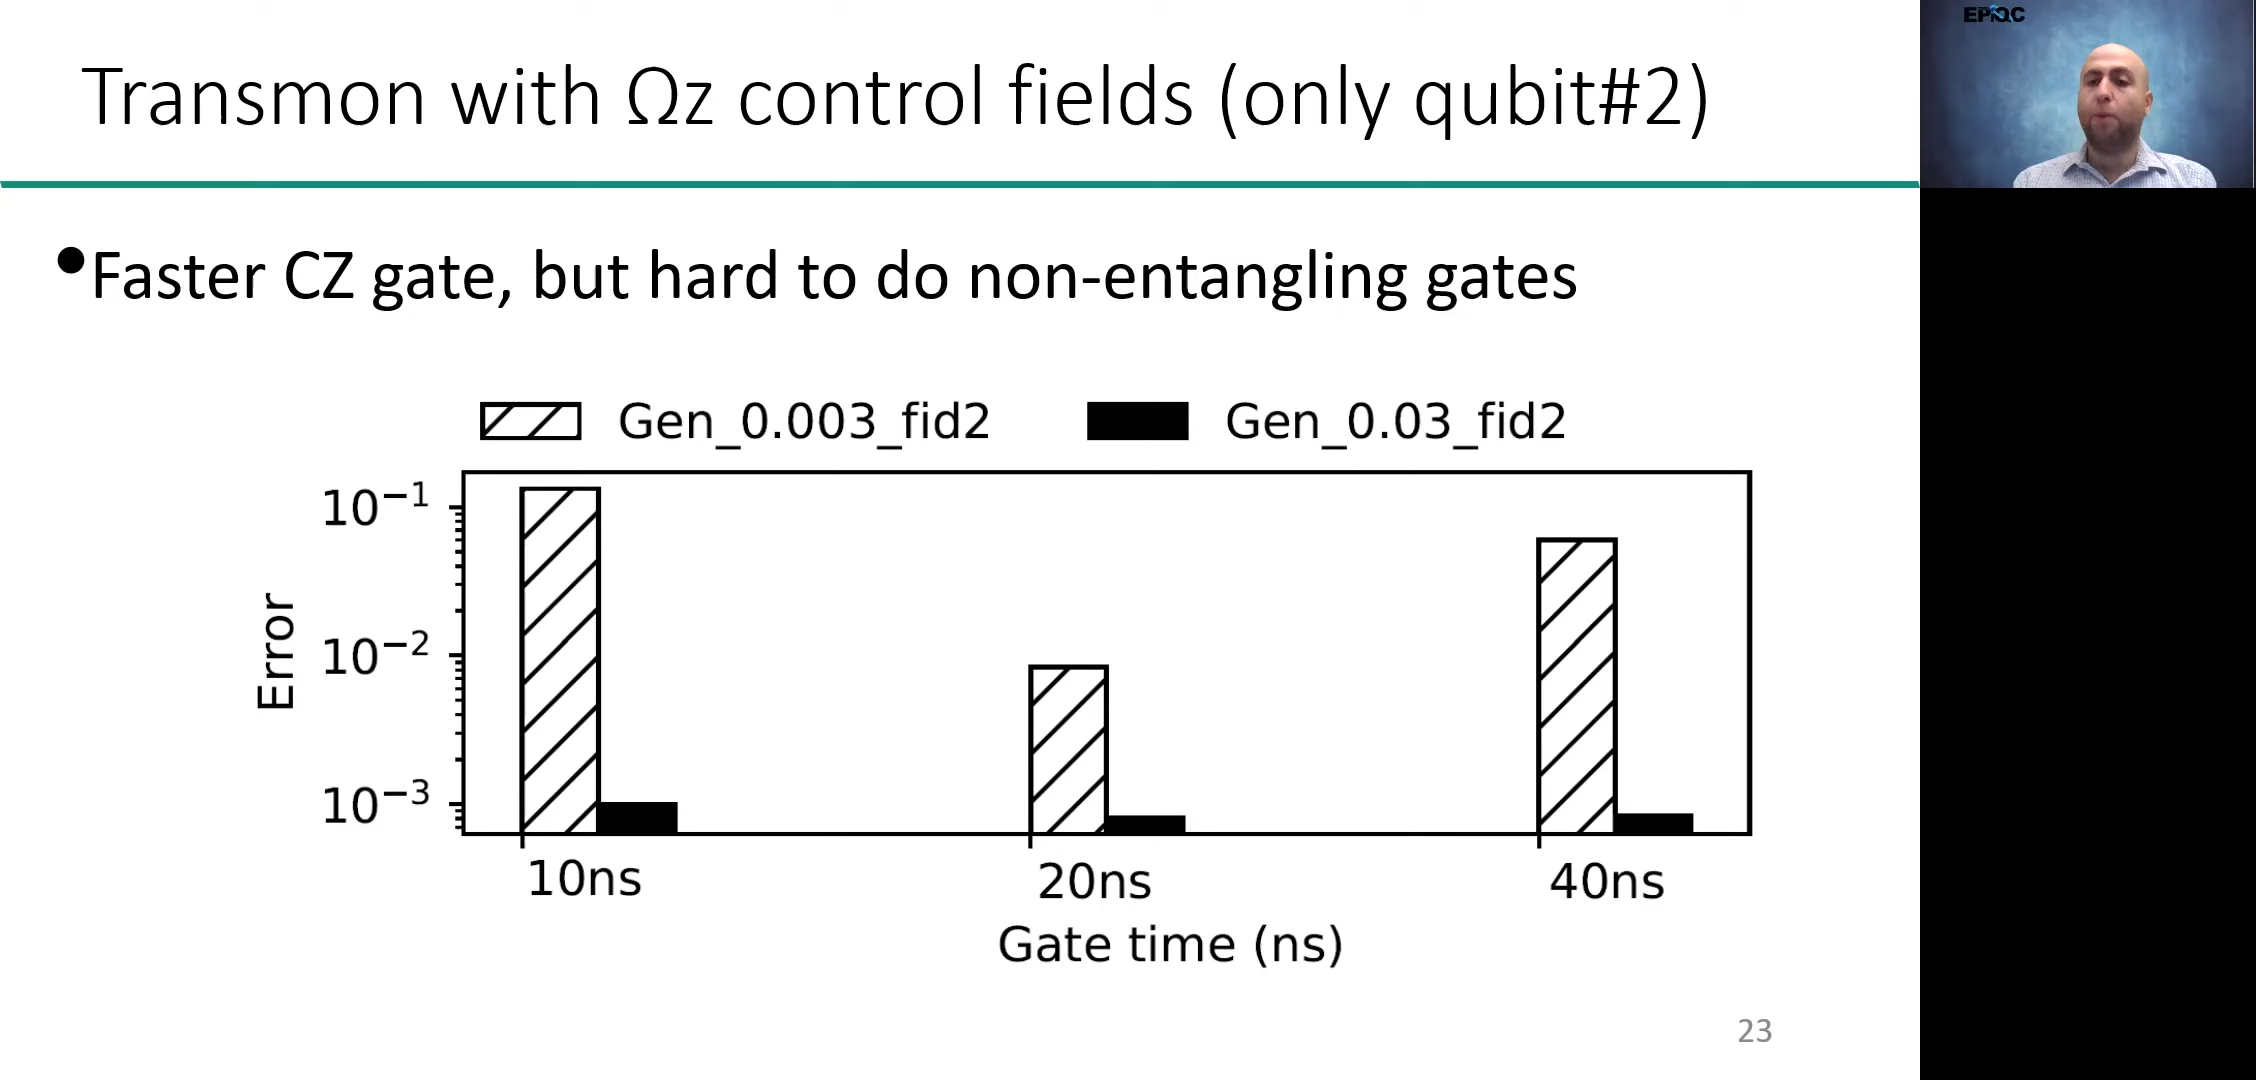 Transmon with Ωz control fields (only qubit#2)
EPiQC
•Faster CZ gate, but hard to do non-entangling gates
Gen_0.003_fid2 Gen_0.03_fid2
10⁻¹
10⁻²
10⁻³
Error
10ns 20ns 40ns
Gate time (ns)
23